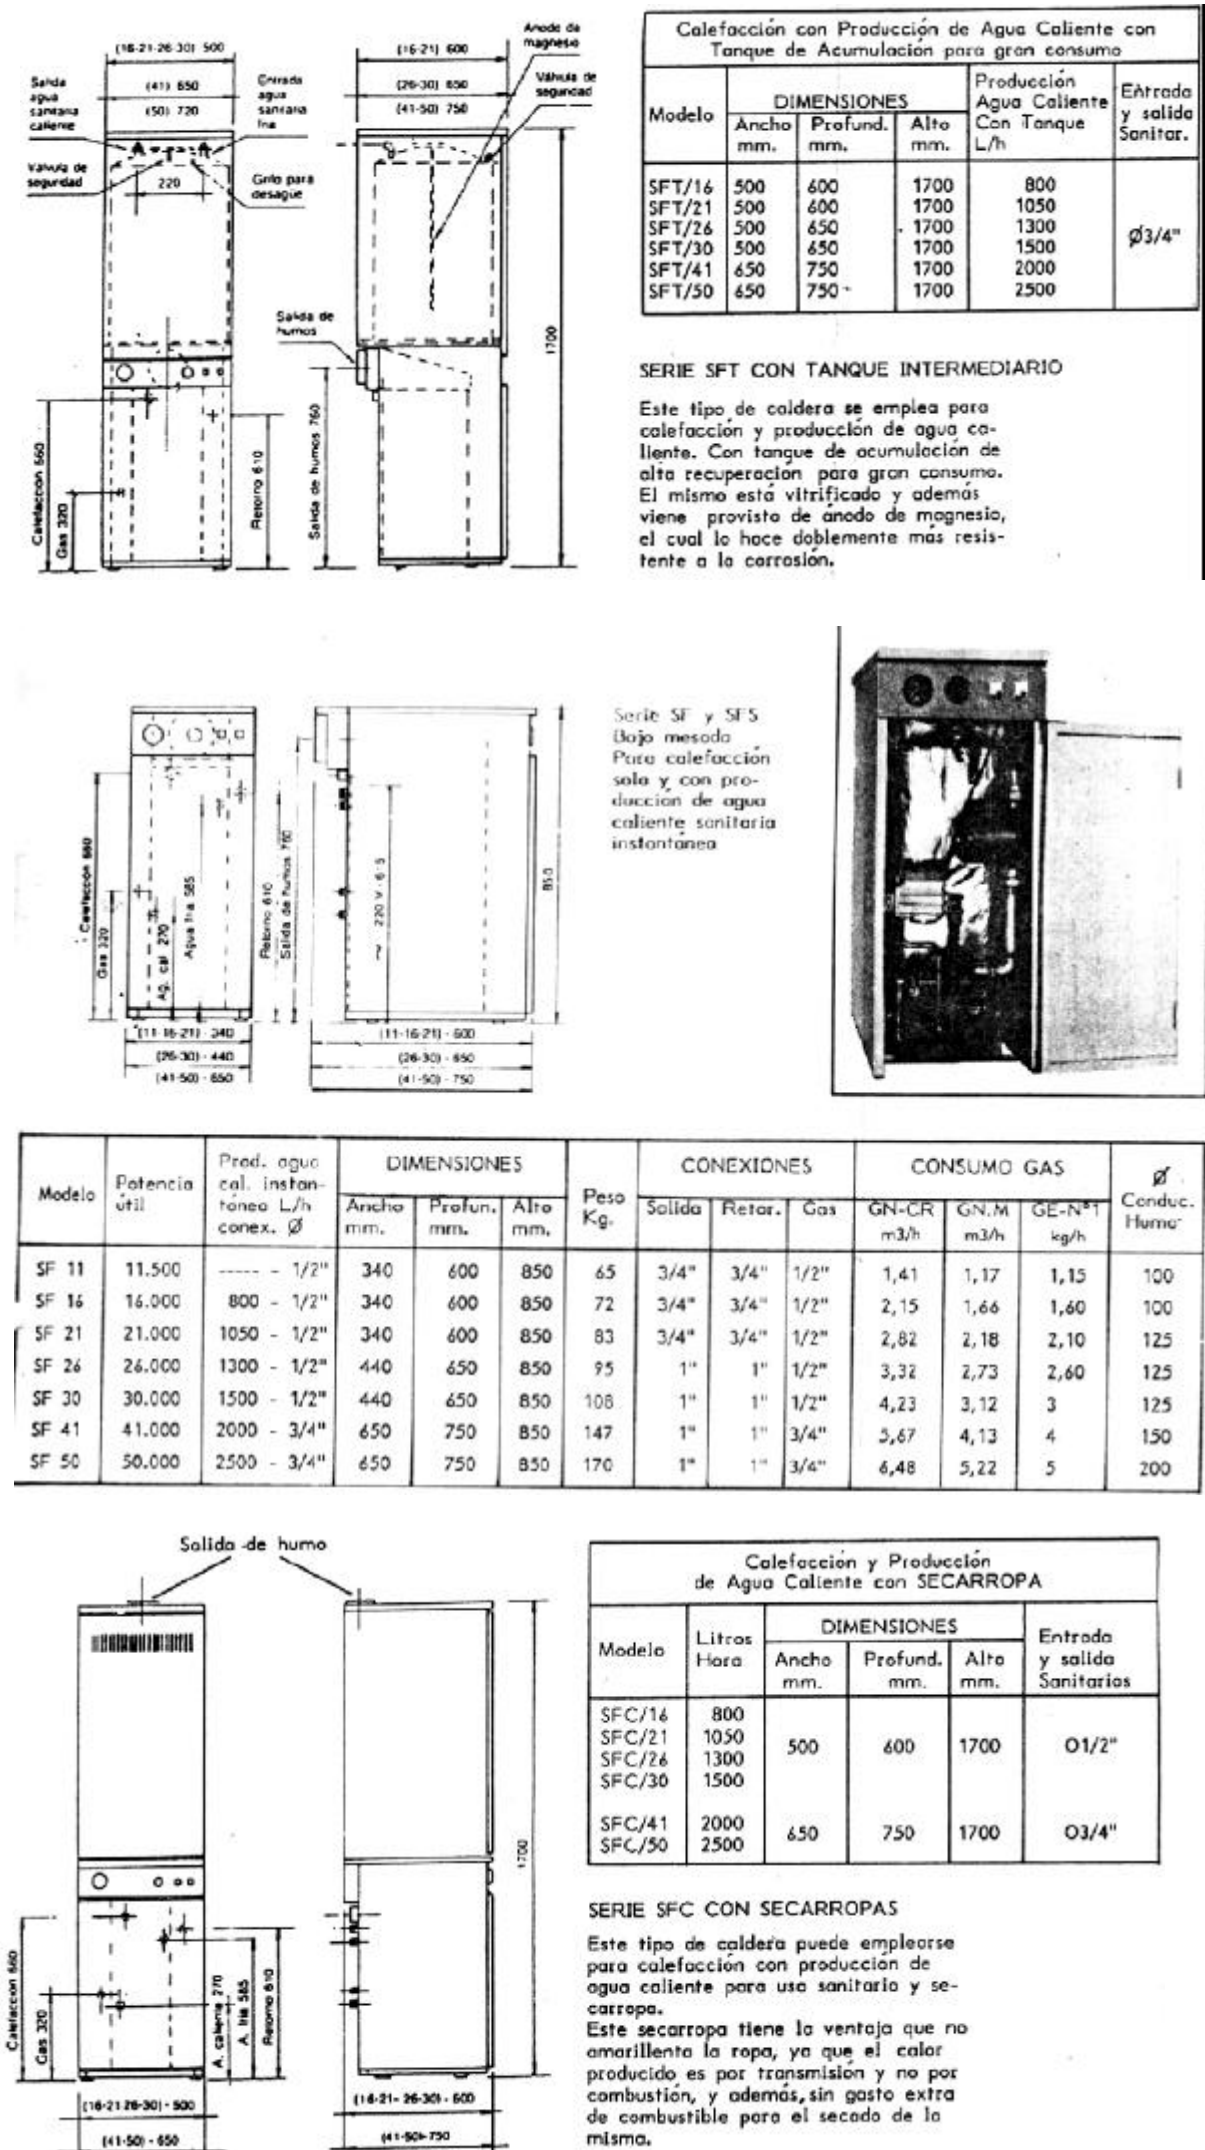 (16-21-26-30) 500
(41) 650
(50) 720
Salida
agua
sanitaria
caliente
Entrada
agua
sanitaria
fria
Válvula de
seguridad
220
Grifo para
desagüe
Calefacción 660
Gas 320
Retorno 610
(16-21) 600
(26-30) 650
(41-50) 750
Anodo de
magnesio
Válvula de
seguridad
Salida de
humos
Salida de humos 760
1700
Calefacción con Producción de Agua Caliente con
Tanque de Acumulación para gran consumo
Modelo DIMENSIONES Producción Agua Caliente Con Tanque L/h Entrada y salida Sanitar.
Ancho mm. Profund. mm. Alto mm.
SFT/16 500 600 1700 800
SFT/21 500 600 1700 1050
SFT/26 500 650 1700 1300
SFT/30 500 650 1700 1500
SFT/41 650 750 1700 2000
SFT/50 650 750 1700 2500
Ø3/4"
SERIE SFT CON TANQUE INTERMEDIARIO
Este tipo de caldera se emplea para
calefacción y producción de agua ca-
liente. Con tanque de acumulación de
alta recuperación para gran consumo.
El mismo está vitrificado y además
viene provisto de ánodo de magnesio,
el cual lo hace doblemente mas resis-
tente a la corrosión.
Calefacción 660
Gas 320
Ag. cal 270
Agua fria 585
Retorno 610
Salida de humos 760
~ 220 V - 615
850
(11-16-21) - 340
(26-30) - 440
(41-50) - 650
(11-16-21) - 600
(26-30) - 650
(41-50) - 750
Serie SF y SFS
Bajo mesada
Para calefacción
sola y con pro-
ducción de agua
caliente sanitaria
instantánea
Modelo Potencia útil Prod. agua cal. instan- tánea L/h conex. Ø DIMENSIONES Peso Kg. CONEXIONES CONSUMO GAS Ø Conduc. Humo
Ancho mm. Profun. mm. Alto mm. Salida Retor. Gas GN-CR m3/h GN.M m3/h GE-Nº1 kg/h
SF 11 11.500 ----- - 1/2" 340 600 850 65 3/4" 3/4" 1/2" 1,41 1,17 1,15 100
SF 16 16.000 800 - 1/2" 340 600 850 72 3/4" 3/4" 1/2" 2,15 1,66 1,60 100
SF 21 21.000 1050 - 1/2" 340 600 850 83 3/4" 3/4" 1/2" 2,82 2,18 2,10 125
SF 26 26.000 1300 - 1/2" 440 650 850 95 1" 1" 1/2" 3,32 2,73 2,60 125
SF 30 30.000 1500 - 1/2" 440 650 850 108 1" 1" 1/2" 4,23 3,12 3 125
SF 41 41.000 2000 - 3/4" 650 750 850 147 1" 1" 3/4" 5,67 4,13 4 150
SF 50 50.000 2500 - 3/4" 650 750 850 170 1" 1" 3/4" 6,48 5,22 5 200
Salida de humo
Calefacción 660
Gas 320
A. caliente 270
A. fria 585
Retorno 610
1700
(16-21 26-30) - 500
(41-50) - 650
(16-21- 26-30) - 600
(41-50)-750
Calefacción y Producción
de Agua Caliente con SECARROPA
Modelo Litros Hora DIMENSIONES Entrada y salida Sanitarios
Ancho mm. Profund. mm. Alto mm.
SFC/16 800
SFC/21 1050
SFC/26 1300
SFC/30 1500
500 600 1700 O1/2"
SFC/41 2000
SFC/50 2500
650 750 1700 O3/4"
SERIE SFC CON SECARROPAS
Este tipo de caldera puede emplearse
para calefacción con producción de
agua caliente para uso sanitario y se-
carropa.
Este secarropa tiene la ventaja que no
amarillenta la ropa, ya que el calor
producido es por transmisión y no por
combustión, y además, sin gasto extra
de combustible para el secado de la
misma.